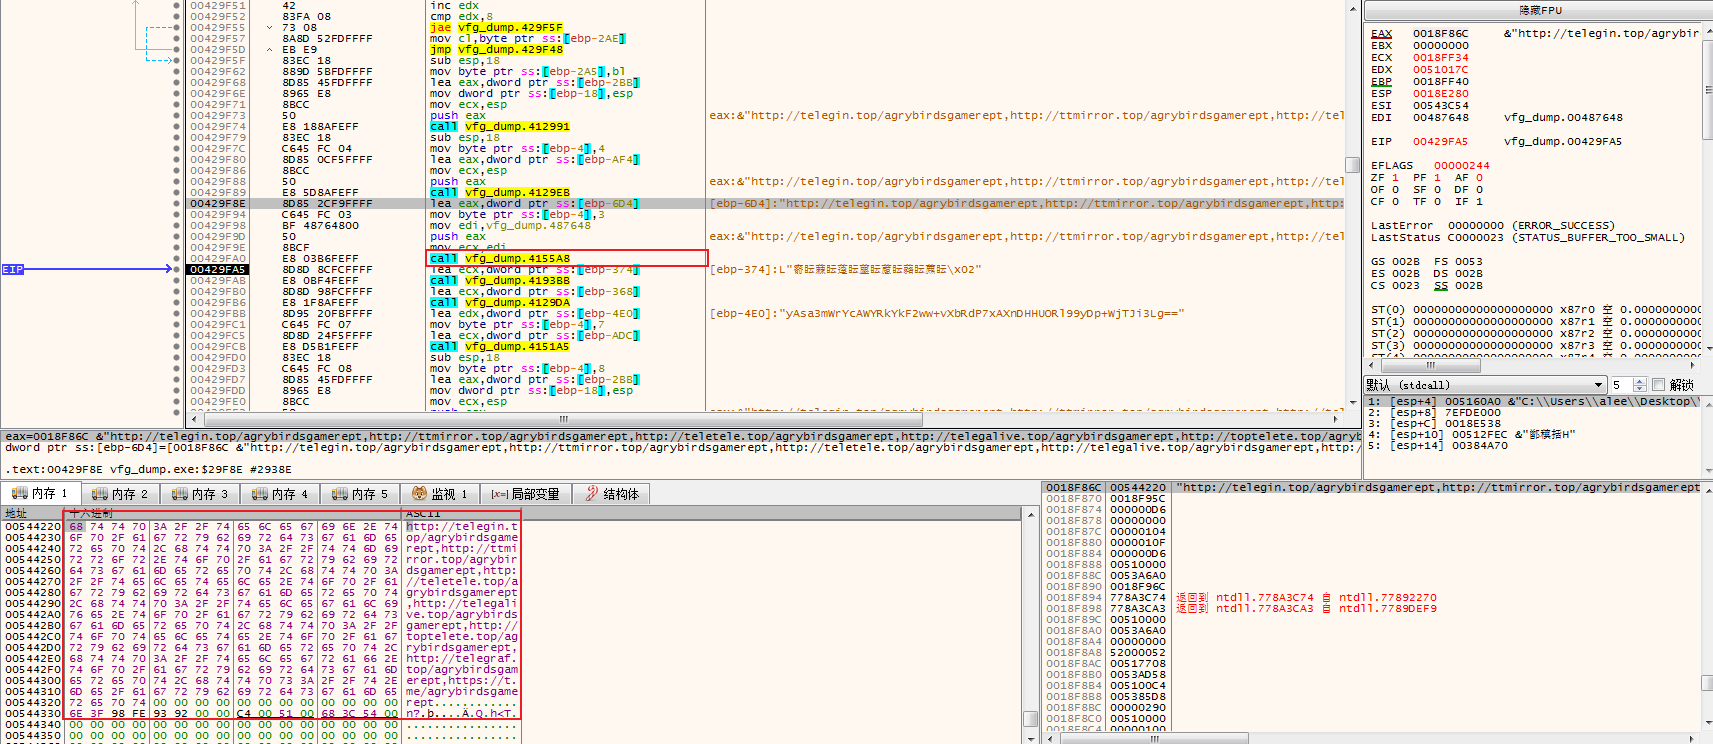 00429F51 42 inc edx
00429F52 83FA 08 cmp edx,8
00429F55 73 08 jae vfg_dump.429F5F
00429F57 8A8D 52FDFFFF mov cl,byte ptr ss:[ebp-2AE]
00429F5D EB E9 jmp vfg_dump.429F48
00429F5F 83EC 18 sub esp,18
00429F62 889D 5BFDFFFF mov byte ptr ss:[ebp-2A5],bl
00429F68 8D85 45FDFFFF lea eax,dword ptr ss:[ebp-2BB]
00429F6E 8965 E8 mov dword ptr ss:[ebp-18],esp
00429F71 8BCC mov ecx,esp
00429F73 50 push eax eax:&"http://telegin.top/agrybirdsgamerept,http://ttmirror.top/agrybirdsgamerept,http://tel
00429F74 E8 188AFEFF call vfg_dump.412991
00429F79 83EC 18 sub esp,18
00429F7C C645 FC 04 mov byte ptr ss:[ebp-4],4
00429F80 8D85 0CF5FFFF lea eax,dword ptr ss:[ebp-AF4]
00429F86 8BCC mov ecx,esp
00429F88 50 push eax eax:&"http://telegin.top/agrybirdsgamerept,http://ttmirror.top/agrybirdsgamerept,http://tel
00429F89 E8 5D8AFEFF call vfg_dump.4129EB
00429F8E 8D85 2CF9FFFF lea eax,dword ptr ss:[ebp-6D4] [ebp-6D4]:"http://telegin.top/agrybirdsgamerept,http://ttmirror.top/agrybirdsgamerept,http:
00429F94 C645 FC 03 mov byte ptr ss:[ebp-4],3
00429F98 BF 48764800 mov edi,vfg_dump.487648
00429F9D 50 push eax eax:&"http://telegin.top/agrybirdsgamerept,http://ttmirror.top/agrybirdsgamerept,http://tel
00429F9E 8BCF mov ecx,edi
00429FA0 E8 03B6FEFF call vfg_dump.4155A8
EIP 00429FA5 8D8D 8CFCFFFF lea ecx,dword ptr ss:[ebp-374]
00429FAB E8 0BF4FEFF call vfg_dump.4193BB
00429FB0 8D8D 98FCFFFF lea ecx,dword ptr ss:[ebp-368]
00429FB6 E8 1F8AFEFF call vfg_dump.4129DA
00429FBB 8D95 20FBFFFF lea edx,dword ptr ss:[ebp-4E0] [ebp-4E0]:"yAsa3mWrYcAWYRkYkF2ww+vXbRdP7xAXnDHHUORl99yDp+WjTJi3Lg=="
00429FC1 C645 FC 07 mov byte ptr ss:[ebp-4],7
00429FC5 8D8D 24F5FFFF lea ecx,dword ptr ss:[ebp-ADC]
00429FCB E8 D5B1FEFF call vfg_dump.4151A5
00429FD0 83EC 18 sub esp,18
00429FD3 C645 FC 08 mov byte ptr ss:[ebp-4],8
00429FD7 8D85 45FDFFFF lea eax,dword ptr ss:[ebp-2BB]
00429FDD 8965 E8 mov dword ptr ss:[ebp-18],esp
00429FE0 8BCC mov ecx,esp
隐藏FPU
EAX 0018F86C &"http://telegin.top/agrybir
EBX 00000000
ECX 0018FF34
EDX 0051017C
EBP 0018FF40
ESP 0018E280
ESI 00543C54
EDI 00487648 vfg_dump.00487648
EIP 00429FA5 vfg_dump.00429FA5
EFLAGS 00000244
ZF 1 PF 1 AF 0
OF 0 SF 0 DF 0
CF 0 TF 0 IF 1
LastError 00000000 (ERROR_SUCCESS)
LastStatus C0000023 (STATUS_BUFFER_TOO_SMALL)
GS 002B FS 0053
ES 002B DS 002B
CS 0023 SS 002B
ST(0) 00000000000000000000 x87r0 空 0.000000000
ST(1) 00000000000000000000 x87r1 空 0.000000000
ST(2) 00000000000000000000 x87r2 空 0.000000000
ST(3) 00000000000000000000 x87r3 空 0.000000000
默认 (stdcall) 5 解锁
1: [esp+4] 005160A0 &"C:\\Users\\alee\\Desktop\
2: [esp+8] 7EFDE000
3: [esp+C] 0018E538
4: [esp+10] 00512FEC
5: [esp+14] 00384A70
eax=0018F86C &"http://telegin.top/agrybirdsgamerept,http://ttmirror.top/agrybirdsgamerept,http://teletele.top/agrybirdsgamerept,http://telegalive.top/agrybirdsgamerept,http://toptelete.top/agrybirdsga
dword ptr ss:[ebp-6D4]=[0018F86C &"http://telegin.top/agrybirdsgamerept,http://ttmirror.top/agrybirdsgamerept,http://teletele.top/agrybirdsgamerept,http://telegalive.top/agrybirdsgamerept,htt
.text:00429F8E vfg_dump.exe:$29F8E #2938E
内存 1 内存 2 内存 3 内存 4 内存 5 监视 1 [x=] 局部变量 结构体
地址 十六进制 ASCII
00544220 68 74 74 70 3A 2F 2F 74 65 6C 65 67 69 6E 2E 74 http://telegin.t
00544230 6F 70 2F 61 67 72 79 62 69 72 64 73 67 61 6D 65 op/agrybirdsgame
00544240 72 65 70 74 2C 68 74 74 70 3A 2F 2F 74 74 6D 69 rept,http://ttmi
00544250 72 72 6F 72 2E 74 6F 70 2F 61 67 72 79 62 69 72 rror.top/agrybir
00544260 64 73 67 61 6D 65 72 65 70 74 2C 68 74 74 70 3A dsgamerept,http:
00544270 2F 2F 74 65 6C 65 74 65 6C 65 2E 74 6F 70 2F 61 //teletele.top/a
00544280 67 72 79 62 69 72 64 73 67 61 6D 65 72 65 70 74 grybirdsgamerept
00544290 2C 68 74 74 70 3A 2F 2F 74 65 6C 65 67 61 6C 69 ,http://telegali
005442A0 76 65 2E 74 6F 70 2F 61 67 72 79 62 69 72 64 73 ve.top/agrybirds
005442B0 67 61 6D 65 72 65 70 74 2C 68 74 74 70 3A 2F 2F gamerept,http://
005442C0 74 6F 70 74 65 6C 65 74 65 2E 74 6F 70 2F 61 67 toptelete.top/ag
005442D0 72 79 62 69 72 64 73 67 61 6D 65 72 65 70 74 2C rybirdsgamerept,
005442E0 68 74 74 70 3A 2F 2F 74 65 6C 65 67 72 61 66 2E http://telegraf.
005442F0 74 6F 70 2F 61 67 72 79 62 69 72 64 73 67 61 6D top/agrybirdsgam
00544300 65 72 65 70 74 2C 68 74 74 70 73 3A 2F 2F 74 2E erept,https://t.
00544310 6D 65 2F 61 67 72 79 62 69 72 64 73 67 61 6D 65 me/agrybirdsgame
00544320 72 65 70 74 00 00 00 00 00 00 00 00 00 00 00 00 rept............
00544330 6E 3F 98 FE 93 92 00 00 C4 00 51 00 68 3C 54 00 n?.þ....Ä.Q.h<T.
00544340 00 00 00 00 00 00 00 00 00 00 00 00 00 00 00 00 ................
00544350 00 00 00 00 00 00 00 00 00 00 00 00 00 00 00 00 ................
0018F86C 00544220 "http://telegin.top/agrybirdsgamerept,http://ttmirror.top/agrybirdsgamerept
0018F870 0018F95C
0018F874 000000D6
0018F878 00000000
0018F87C 00000104
0018F880 0000010F
0018F884 000000D6
0018F888 00510000
0018F88C 0053A6A0
0018F890 0018F96C
0018F894 778A3C74 返回到 ntdll.778A3C74 自 ntdll.77892270
0018F898 778A3CA3 返回到 ntdll.778A3CA3 自 ntdll.7789DEF9
0018F89C 00510000
0018F8A0 0053A6A0
0018F8A4 00000000
0018F8A8 52000052
0018F8AC 00517708
0018F8B0 0053AD58
0018F8B4 005100C4
0018F8B8 005385D8
0018F8BC 00000290
0018F8C0 00510000
0018F8C4 00000100